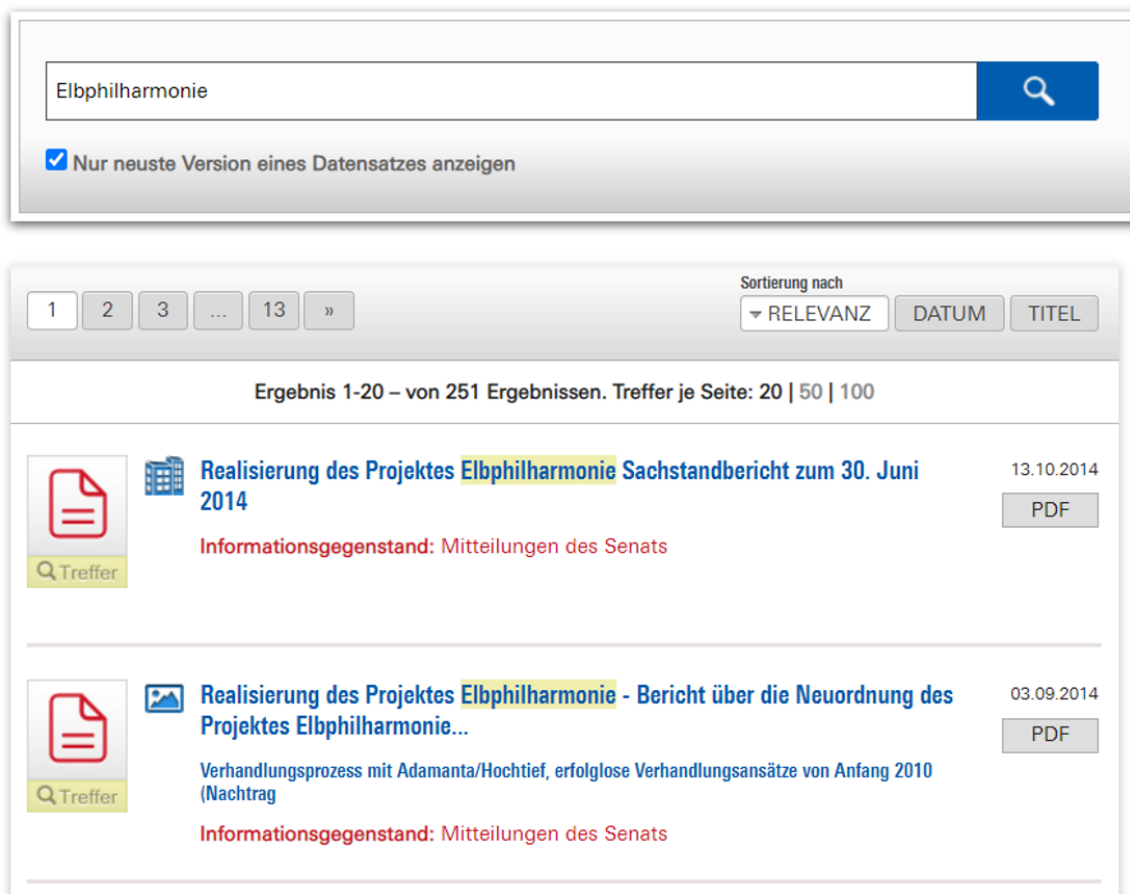 Elbphilharmonie
Nur neuste Version eines Datensatzes anzeigen
Sortierung nach
1 2 3 ... 13 » RELEVANZ DATUM TITEL
Ergebnis 1-20 – von 251 Ergebnissen. Treffer je Seite: 20 | 50 | 100
Realisierung des Projektes Elbphilharmonie Sachstandbericht zum 30. Juni 13.10.2014
2014
PDF
Informationsgegenstand: Mitteilungen des Senats
Treffer
Realisierung des Projektes Elbphilharmonie - Bericht über die Neuordnung des 03.09.2014
Projektes Elbphilharmonie...
PDF
Verhandlungsprozess mit Adamanta/Hochtief, erfolglose Verhandlungsansätze von Anfang 2010
(Nachtrag
Treffer
Informationsgegenstand: Mitteilungen des Senats